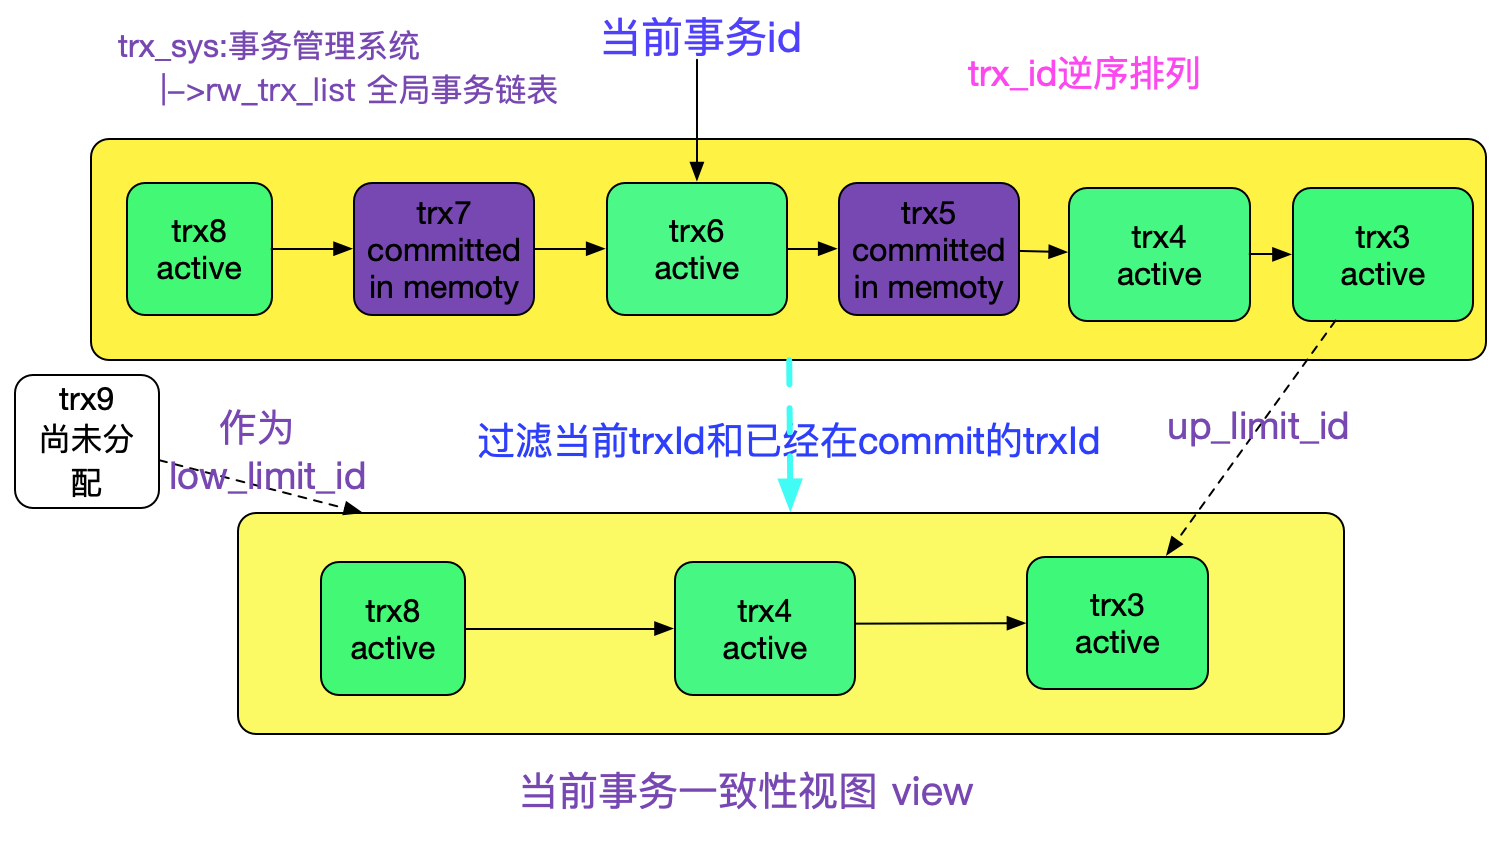 trx_sys:事务管理系统
|->rw_trx_list 全局事务链表
当前事务id
trx_id逆序排列
trx8
active
trx7
committed
in memoty
trx6
active
trx5
committed
in memoty
trx4
active
trx3
active
trx9
尚未分
配
作为
low_limit_id
过滤当前trxId和已经在commit的trxId
up_limit_id
trx8
active
trx4
active
trx3
active
当前事务一致性视图 view